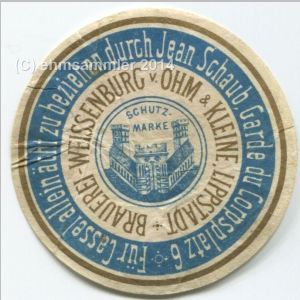 (c) ehmsammler 2014
Für Cassel allein ächt zu beziehen durch Jean Schaub, Garde du Corpsplatz 6
BRAUEREI-WEISSENBURG v. OHM & KLEINE, LIPPSTADT
SCHUTZ-
MARKE